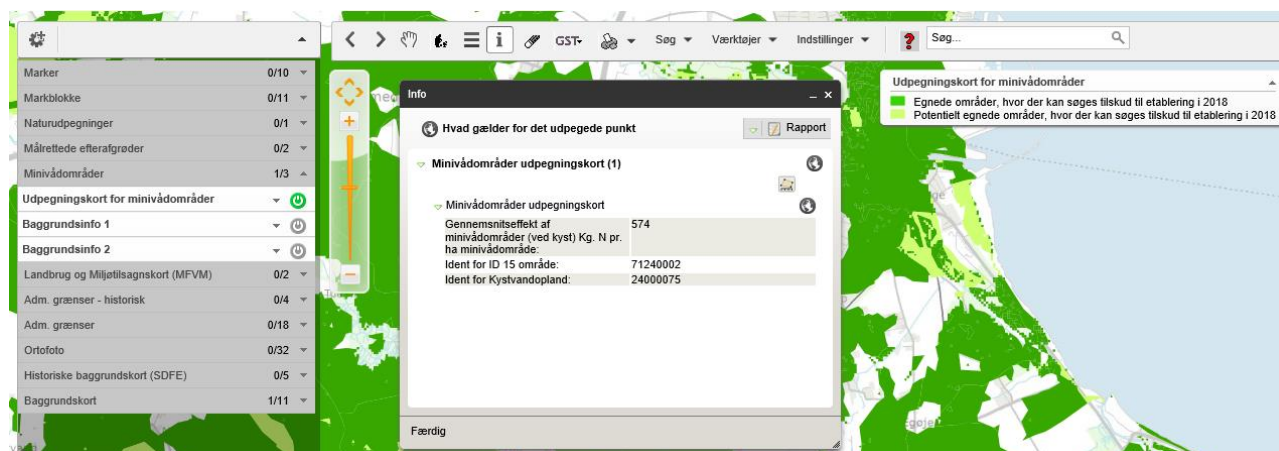 GST
Søg
Værktøjer
Indstillinger
?
Søg...
Marker 0/10
Markblokke 0/11
Naturudpegninger 0/1
Målrettede efterafgrøder 0/2
Minivådområder 1/3
Udpegningskort for minivådområder
Baggrundsinfo 1
Baggrundsinfo 2
Landbrug og Miljøtilsagnskort (MFVM) 0/2
Adm. grænser - historisk 0/4
Adm. grænser 0/18
Ortofoto 0/32
Historiske baggrundskort (SDFE) 0/5
Baggrundskort 1/11
Info
Hvad gælder for det udpegede punkt
Rapport
Minivådområder udpegningskort (1)
Minivådområder udpegningskort
Gennemsnitseffekt af 574
minivådområder (ved kyst) Kg. N pr.
ha minivådområde:
Ident for ID 15 område: 71240002
Ident for Kystvandopland: 24000075
Færdig
Udpegningskort for minivådområder
Egnede områder, hvor der kan søges tilskud til etablering i 2018
Potentielt egnede områder, hvor der kan søges tilskud til etablering i 2018